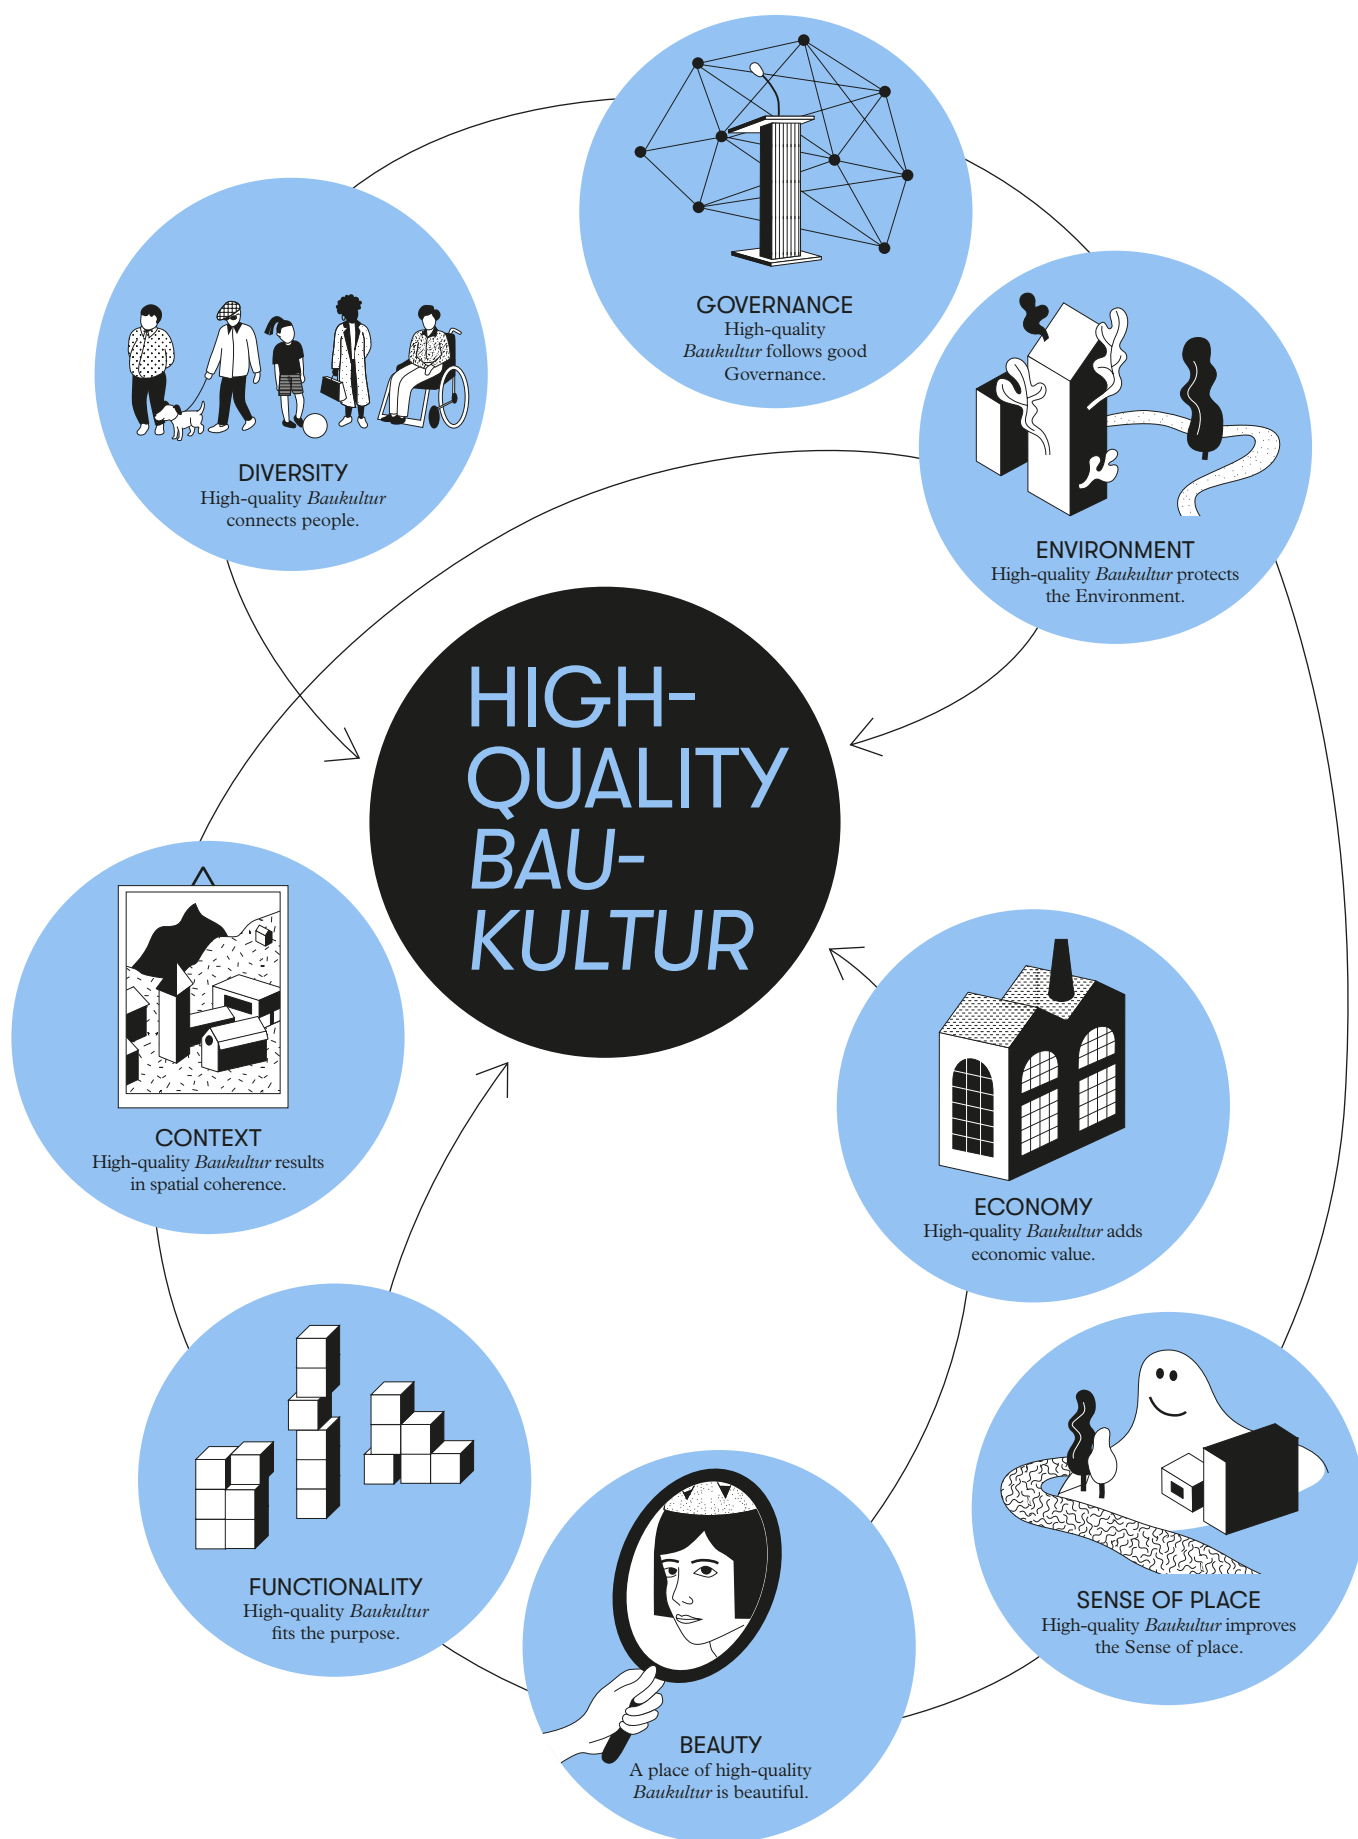 GOVERNANCE
High-quality
Baukultur follows good
Governance.
DIVERSITY
High-quality Baukultur
connects people.
ENVIRONMENT
High-quality Baukultur protects
the Environment.
HIGH-
QUALITY
BAU-
KULTUR
CONTEXT
High-quality Baukultur results
in spatial coherence.
ECONOMY
High-quality Baukultur adds
economic value.
FUNCTIONALITY
High-quality Baukultur
fits the purpose.
SENSE OF PLACE
High-quality Baukultur improves
the Sense of place.
BEAUTY
A place of high-quality
Baukultur is beautiful.